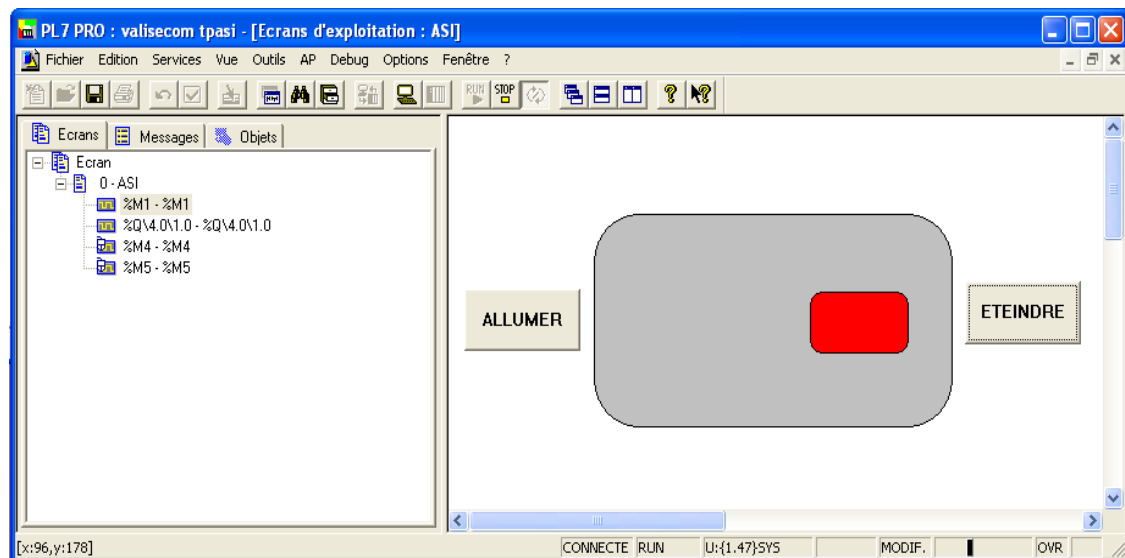 PL7 PRO : valisecom tpasi - [Ecrans d'exploitation : ASI]
Fichier Edition Services Vue Outils AP Debug Options Fenêtre ?
RUN STOP
Ecrans Messages Objets
Ecran
0 - ASI
%M1 - %M1
%Q\4.0\1.0 - %Q\4.0\1.0
%M4 - %M4
%M5 - %M5
ALLUMER
ETEINDRE
[x:96,y:178] CONNECTE RUN U:{1.47}SYS MODIF. OVR